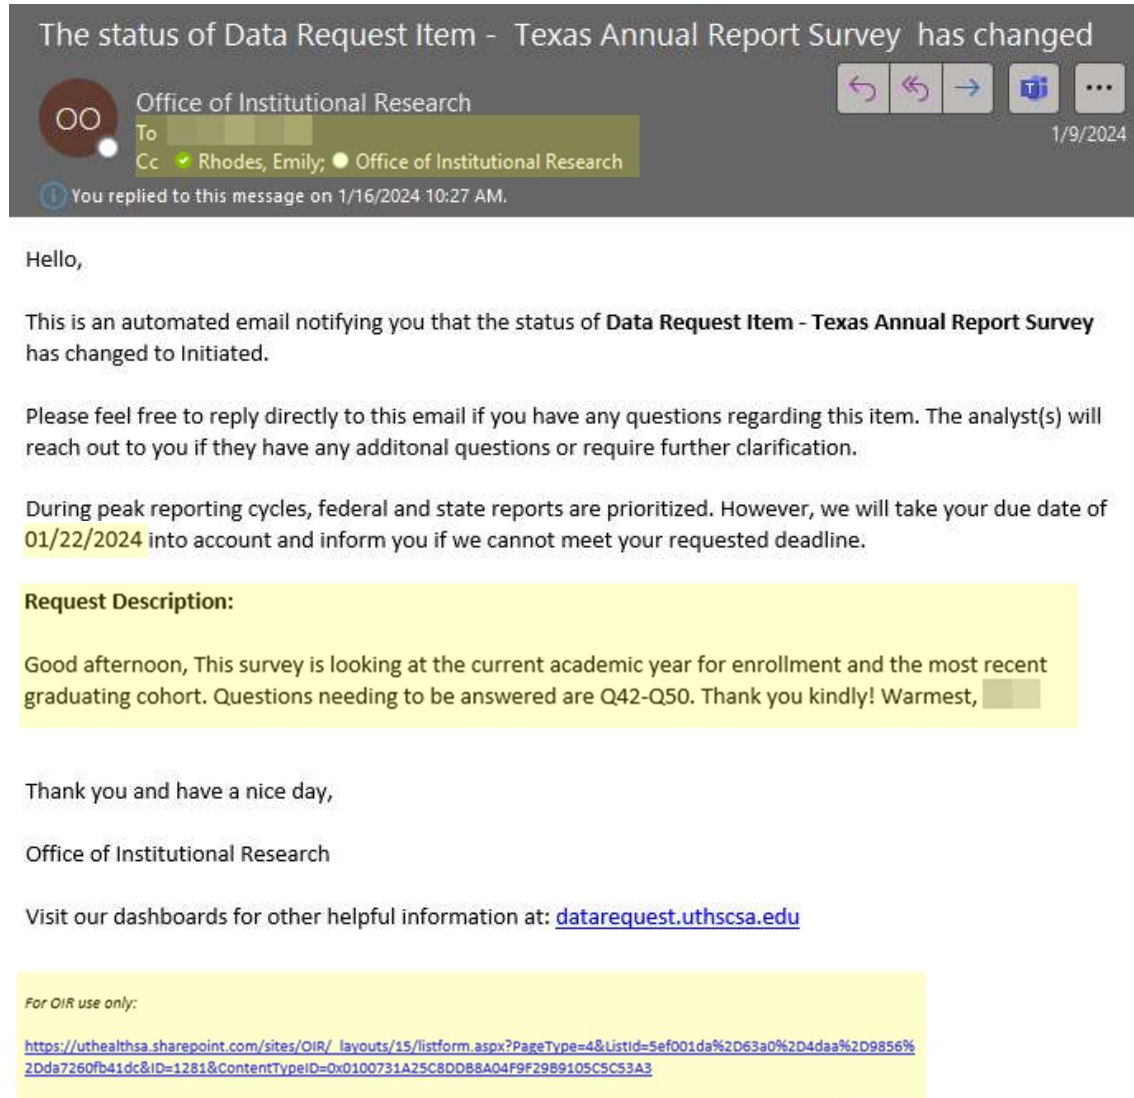 The status of Data Request Item - Texas Annual Report Survey has changed
OO
Office of Institutional Research
To
Cc Rhodes, Emily; Office of Institutional Research
1/9/2024
You replied to this message on 1/16/2024 10:27 AM.
Hello,
This is an automated email notifying you that the status of Data Request Item - Texas Annual Report Survey
has changed to Initiated.
Please feel free to reply directly to this email if you have any questions regarding this item. The analyst(s) will
reach out to you if they have any additonal questions or require further clarification.
During peak reporting cycles, federal and state reports are prioritized. However, we will take your due date of
01/22/2024 into account and inform you if we cannot meet your requested deadline.
Request Description:
Good afternoon, This survey is looking at the current academic year for enrollment and the most recent
graduating cohort. Questions needing to be answered are Q42-Q50. Thank you kindly! Warmest,
Thank you and have a nice day,
Office of Institutional Research
Visit our dashboards for other helpful information at: datarequest.uthscsa.edu
For OIR use only:
https://uthealthsa.sharepoint.com/sites/OIR/_layouts/15/listform.aspx?PageType=4&ListId=5ef001da%2D63a0%2D4daa%2D9856%
2Dda7260fb41dc&ID=1281&ContentTypeID=0x0100731A25C8DDB8A04F9F29B9105C5C53A3